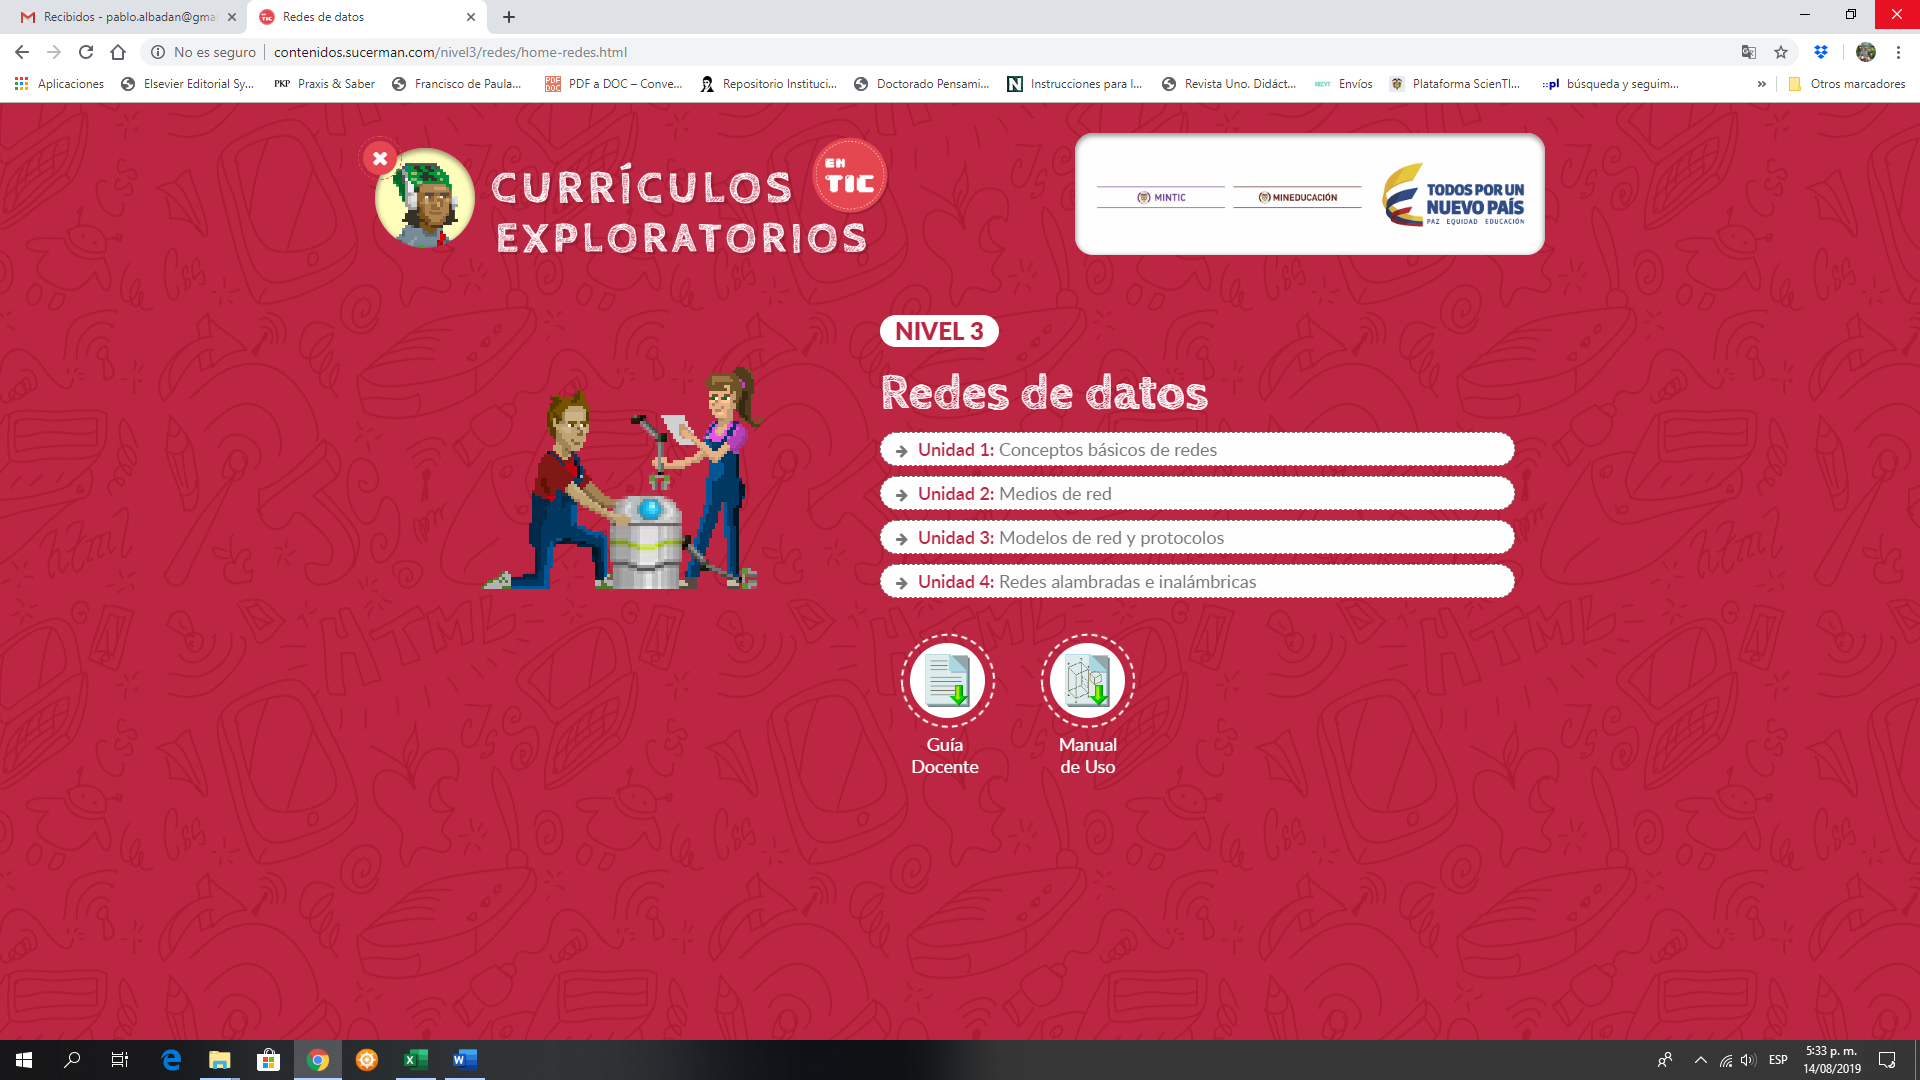 Recibidos - pablo.albadan@gma
Redes de datos
No es seguro
contenidos.sucerman.com/nivel3/redes/home-redes.html
Aplicaciones
Elsevier Editorial Sy...
PKP Praxis & Saber
Francisco de Paula...
PDF a DOC – Conve...
Repositorio Instituci...
Doctorado Pensami...
N Instrucciones para l...
Revista Uno. Didáct...
Envíos
Plataforma ScienTI...
::pl búsqueda y seguim...
»
Otros marcadores
CURRÍCULOS
EXPLORATORIOS
EN
TIC
MINTIC
MINEDUCACIÓN
TODOS POR UN
NUEVO PAÍS
PAZ EQUIDAD EDUCACIÓN
NIVEL 3
Redes de datos
Unidad 1: Conceptos básicos de redes
Unidad 2: Medios de red
Unidad 3: Modelos de red y protocolos
Unidad 4: Redes alambradas e inalámbricas
Guía
Docente
Manual
de Uso
ESP
5:33 p. m.
14/08/2019